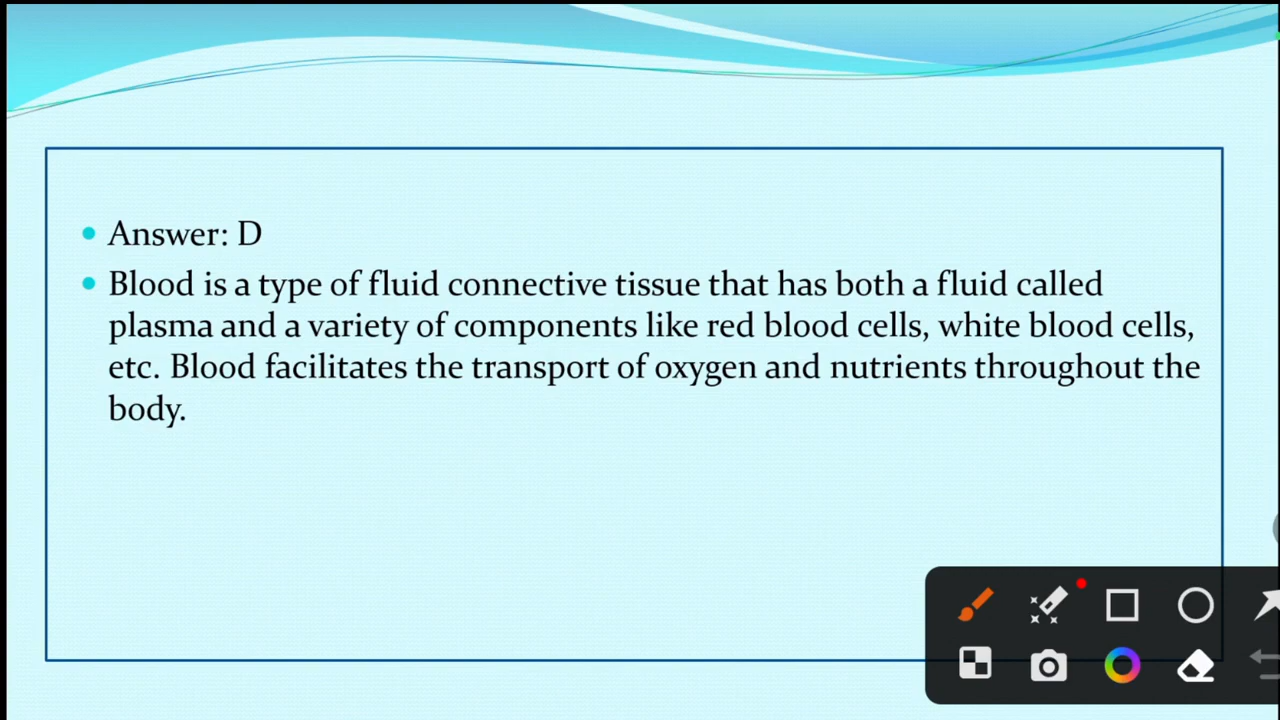 Answer: D
Blood is a type of fluid connective tissue that has both a fluid called
plasma and a variety of components like red blood cells, white blood cells,
etc. Blood facilitates the transport of oxygen and nutrients throughout the
body.